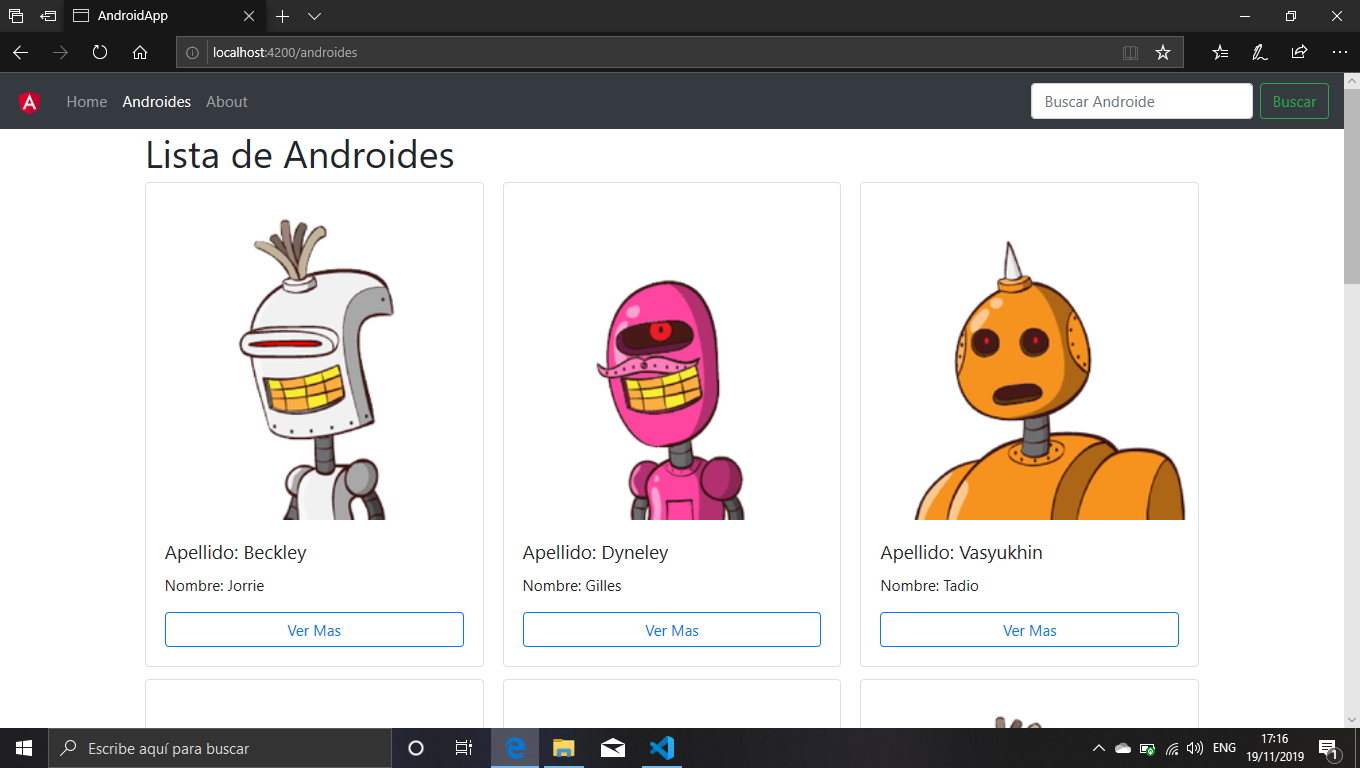 AndroidApp
localhost:4200/androides
A
Home Androides About
Buscar Androide
Buscar
Lista de Androides
Apellido: Beckley
Nombre: Jorrie
Ver Mas
Apellido: Dyneley
Nombre: Gilles
Ver Mas
Apellido: Vasyukhin
Nombre: Tadio
Ver Mas
Escribe aquí para buscar
ENG
17:16
19/11/2019
1